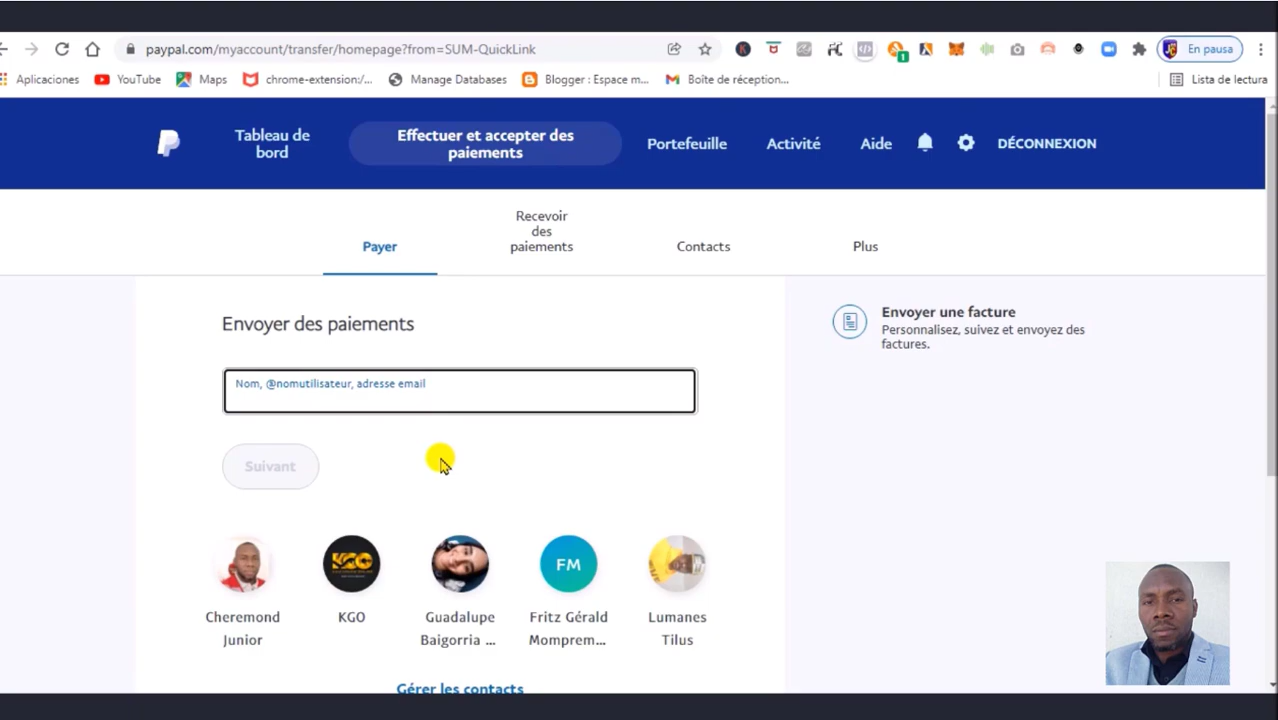 paypal.com/myaccount/transfer/homepage?from=SUM-QuickLink
En pausa
Aplicaciones
YouTube
Maps
chrome-extension:/...
Manage Databases
Blogger : Espace m...
Boîte de réception...
Lista de lectura
Tableau de
bord
Effectuer et accepter des
paiements
Portefeuille
Activité
Aide
DÉCONNEXION
Payer
Recevoir
des
paiements
Contacts
Plus
Envoyer des paiements
Nom, @nomutilisateur, adresse email
Suivant
Envoyer une facture
Personnalisez, suivez et envoyez des
factures.
KGO
FM
Cheremond
Junior
KGO
Guadalupe
Baigorria ...
Fritz Gérald
Momprem...
Lumanes
Tilus
Gérer les contacts